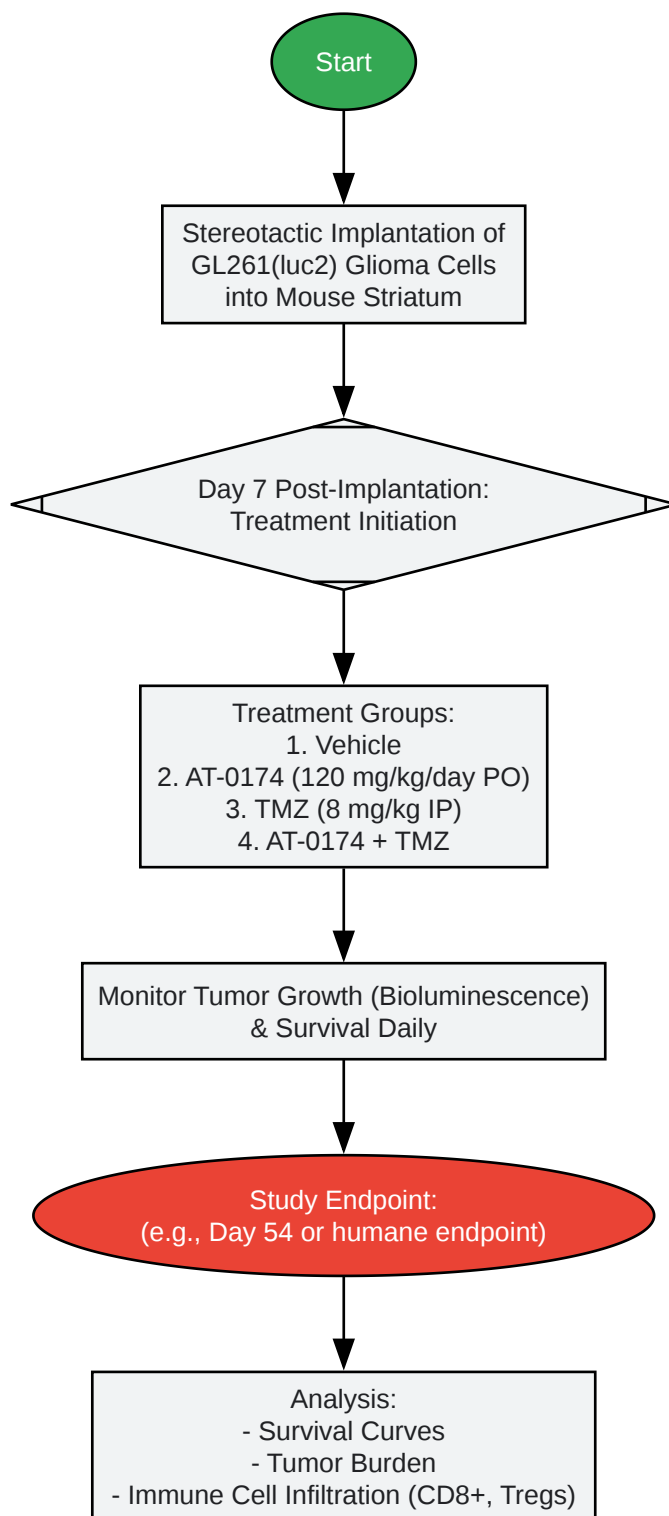 Start
Stereotactic Implantation of
GL261(luc2) Glioma Cells
into Mouse Striatum
Day 7 Post-Implantation:
Treatment Initiation
Treatment Groups:
1. Vehicle
2. AT-0174 (120 mg/kg/day PO)
3. TMZ (8 mg/kg IP)
4. AT-0174 + TMZ
Monitor Tumor Growth (Bioluminescence)
& Survival Daily
Study Endpoint:
(e.g., Day 54 or humane endpoint)
Analysis:
- Survival Curves
- Tumor Burden
- Immune Cell Infiltration (CD8+, Tregs)